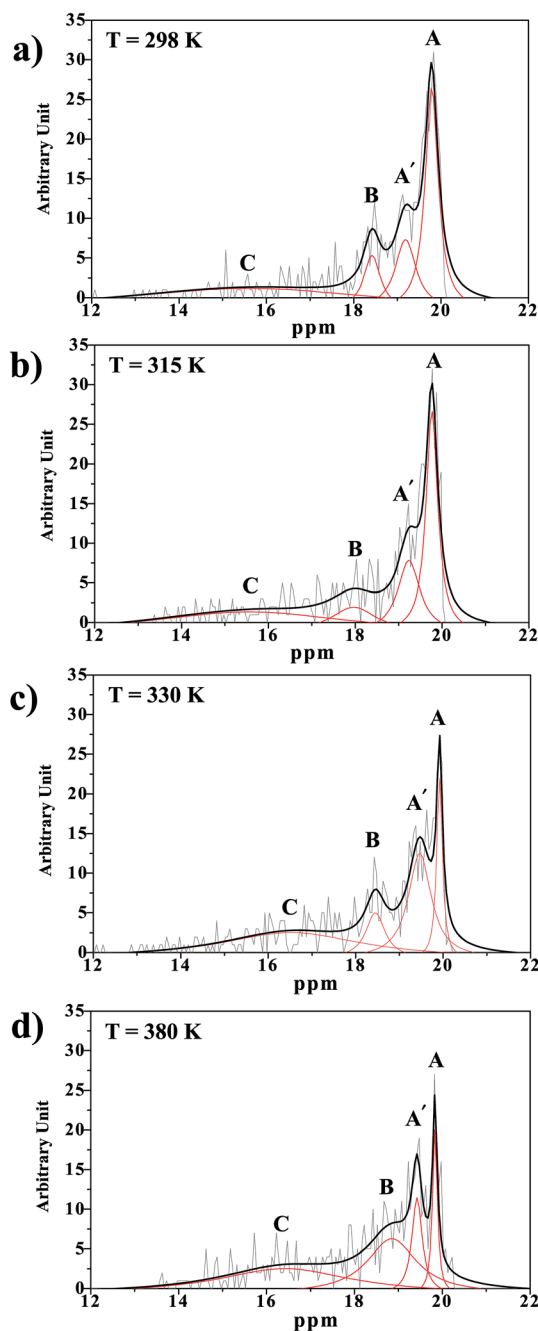 a)
T = 298 K
A
A′
B
C
Arbitrary Unit
35
30
25
20
15
10
5
0
12 14 16 18 20 22
ppm
b)
T = 315 K
A
A′
B
C
Arbitrary Unit
35
30
25
20
15
10
5
0
12 14 16 18 20 22
ppm
c)
T = 330 K
A
A′
B
C
Arbitrary Unit
35
30
25
20
15
10
5
0
12 14 16 18 20 22
ppm
d)
T = 380 K
A
A′
B
C
Arbitrary Unit
35
30
25
20
15
10
5
0
12 14 16 18 20 22
ppm